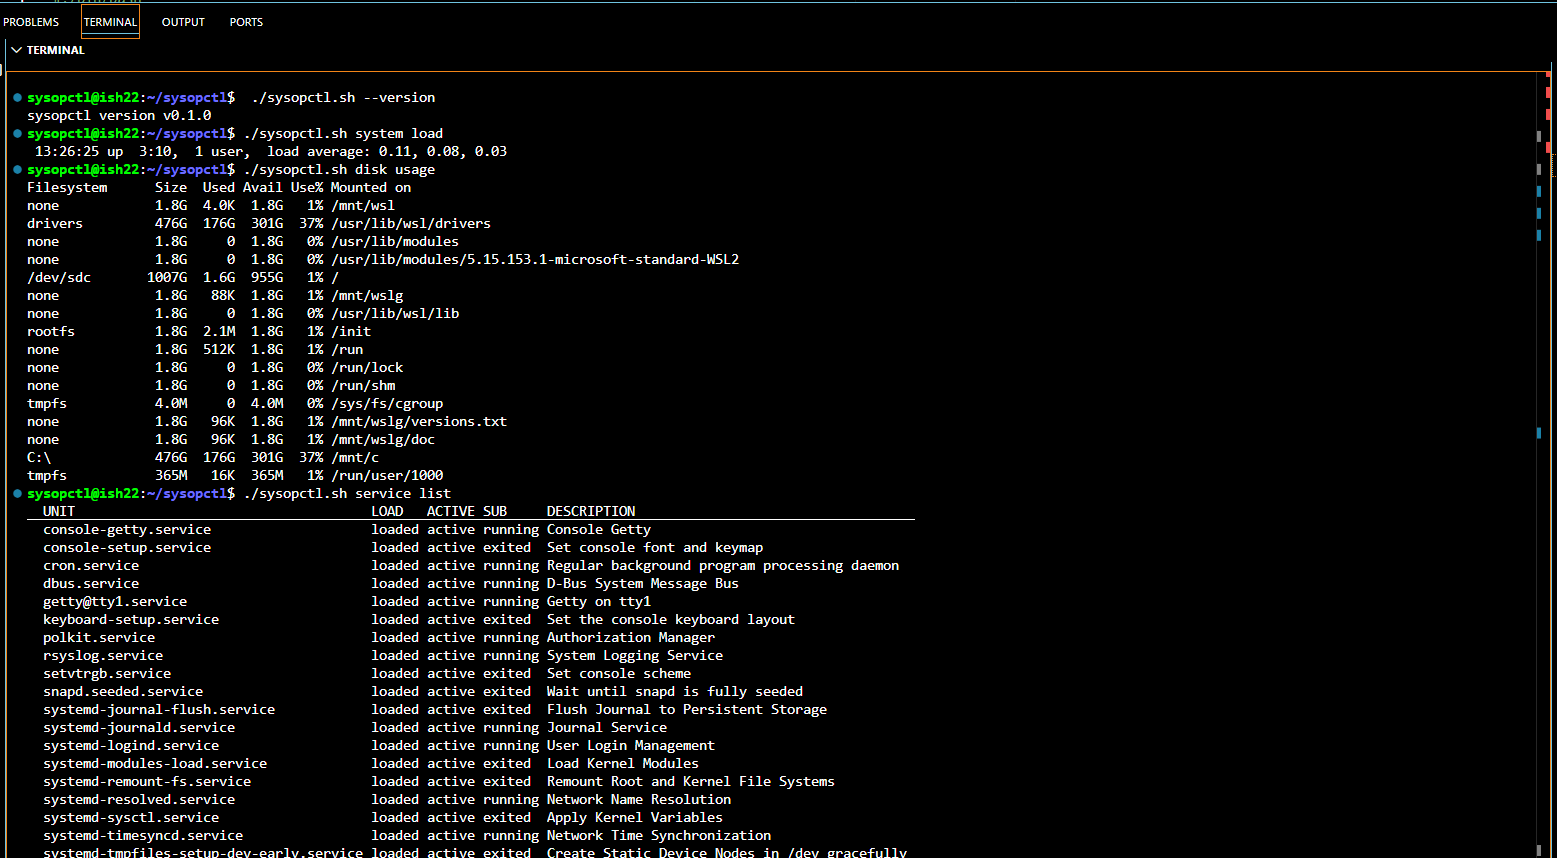 PROBLEMS TERMINAL OUTPUT PORTS
TERMINAL
sysopctl@ish22:~/sysopctl$  ./sysopctl.sh --version
sysopctl version v0.1.0
sysopctl@ish22:~/sysopctl$ ./sysopctl.sh system load
 13:26:25 up  3:10,  1 user,  load average: 0.11, 0.08, 0.03
sysopctl@ish22:~/sysopctl$ ./sysopctl.sh disk usage
Filesystem      Size  Used Avail Use% Mounted on
none            1.8G  4.0K  1.8G   1% /mnt/wsl
drivers         476G  176G  301G  37% /usr/lib/wsl/drivers
none            1.8G     0  1.8G   0% /usr/lib/modules
none            1.8G     0  1.8G   0% /usr/lib/modules/5.15.153.1-microsoft-standard-WSL2
/dev/sdc       1007G  1.6G  955G   1% /
none            1.8G   88K  1.8G   1% /mnt/wslg
none            1.8G     0  1.8G   0% /usr/lib/wsl/lib
rootfs          1.8G  2.1M  1.8G   1% /init
none            1.8G  512K  1.8G   1% /run
none            1.8G     0  1.8G   0% /run/lock
none            1.8G     0  1.8G   0% /run/shm
tmpfs           4.0M     0  4.0M   0% /sys/fs/cgroup
none            1.8G   96K  1.8G   1% /mnt/wslg/versions.txt
none            1.8G   96K  1.8G   1% /mnt/wslg/doc
C:\             476G  176G  301G  37% /mnt/c
tmpfs           365M   16K  365M   1% /run/user/1000
sysopctl@ish22:~/sysopctl$ ./sysopctl.sh service list
  UNIT                                     LOAD   ACTIVE SUB     DESCRIPTION
  console-getty.service                    loaded active running Console Getty
  console-setup.service                    loaded active exited  Set console font and keymap
  cron.service                             loaded active running Regular background program processing daemon
  dbus.service                             loaded active running D-Bus System Message Bus
  getty@tty1.service                       loaded active running Getty on tty1
  keyboard-setup.service                   loaded active exited  Set the console keyboard layout
  polkit.service                           loaded active running Authorization Manager
  rsyslog.service                          loaded active running System Logging Service
  setvtrgb.service                         loaded active exited  Set console scheme
  snapd.seeded.service                     loaded active exited  Wait until snapd is fully seeded
  systemd-journal-flush.service            loaded active exited  Flush Journal to Persistent Storage
  systemd-journald.service                 loaded active running Journal Service
  systemd-logind.service                   loaded active running User Login Management
  systemd-modules-load.service             loaded active exited  Load Kernel Modules
  systemd-remount-fs.service               loaded active exited  Remount Root and Kernel File Systems
  systemd-resolved.service                 loaded active running Network Name Resolution
  systemd-sysctl.service                   loaded active exited  Apply Kernel Variables
  systemd-timesyncd.service                loaded active running Network Time Synchronization
  systemd-tmpfiles-setup-dev-early.service loaded active exited  Create Static Device Nodes in /dev gracefully